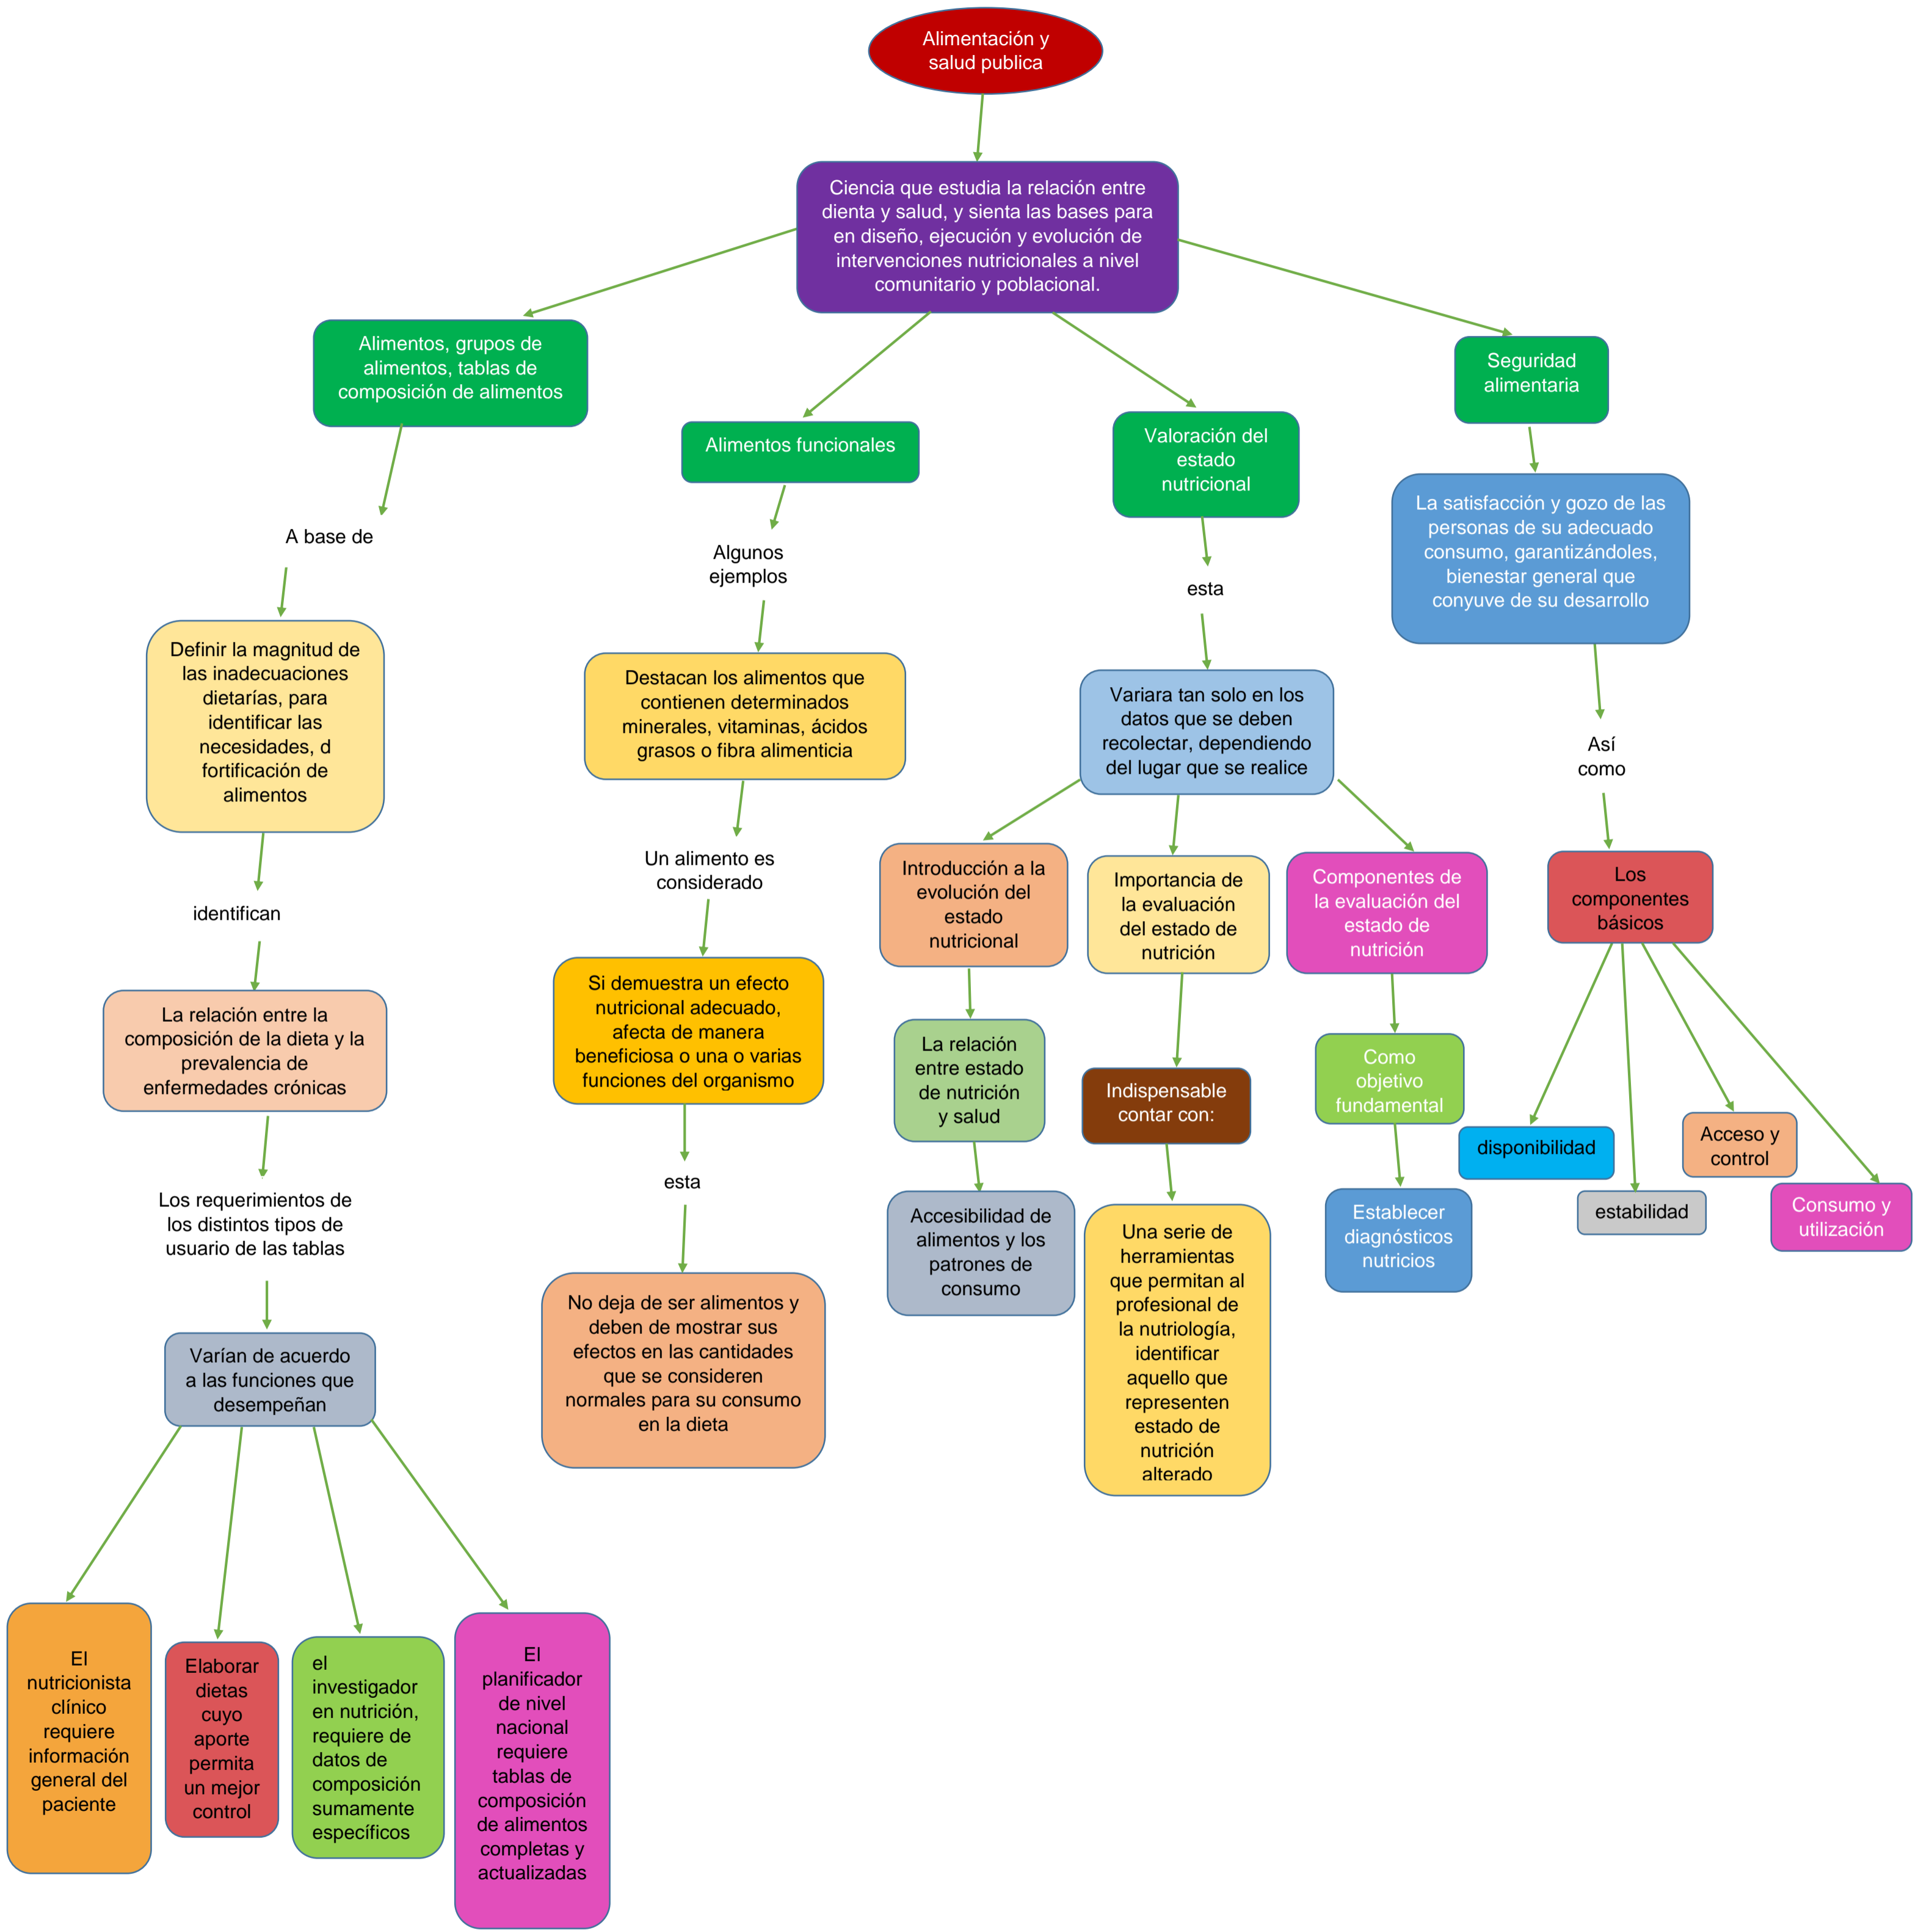 Alimentación y
salud publica
Ciencia que estudia la relación entre
dienta y salud, y sienta las bases para
en diseño, ejecución y evolución de
intervenciones nutricionales a nivel
comunitario y poblacional.
Alimentos, grupos de
alimentos, tablas de
composición de alimentos
A base de
Definir la magnitud de
las inadecuaciones
dietarías, para
identificar las
necesidades, d
fortificación de
alimentos
identifican
La relación entre la
composición de la dieta y la
prevalencia de
enfermedades crónicas
Los requerimientos de
los distintos tipos de
usuario de las tablas
Varían de acuerdo
a las funciones que
desempeñan
El
nutricionista
clínico
requiere
información
general del
paciente
Elaborar
dietas
cuyo
aporte
permita
un mejor
control
el
investigador
en nutrición,
requiere de
datos de
composición
sumamente
específicos
El
planificador
de nivel
nacional
requiere
tablas de
composición
de alimentos
completas y
actualizadas
Alimentos funcionales
Algunos
ejemplos
Destacan los alimentos que
contienen determinados
minerales, vitaminas, ácidos
grasos o fibra alimenticia
Un alimento es
considerado
Si demuestra un efecto
nutricional adecuado,
afecta de manera
beneficiosa o una o varias
funciones del organismo
esta
No deja de ser alimentos y
deben de mostrar sus
efectos en las cantidades
que se consideren
normales para su consumo
en la dieta
Valoración del
estado
nutricional
esta
Variara tan solo en los
datos que se deben
recolectar, dependiendo
del lugar que se realice
Introducción a la
evolución del
estado
nutricional
La relación
entre estado
de nutrición
y salud
Accesibilidad de
alimentos y los
patrones de
consumo
Importancia de
la evaluación
del estado de
nutrición
Indispensable
contar con:
Una serie de
herramientas
que permitan al
profesional de
la nutriología,
identificar
aquello que
representen
estado de
nutrición
alterado
Componentes de
la evaluación del
estado de
nutrición
Como
objetivo
fundamental
Establecer
diagnósticos
nutricios
Seguridad
alimentaria
La satisfacción y gozo de las
personas de su adecuado
consumo, garantizándoles,
bienestar general que
conyuve de su desarrollo
Así
como
Los
componentes
básicos
disponibilidad
estabilidad
Acceso y
control
Consumo y
utilización